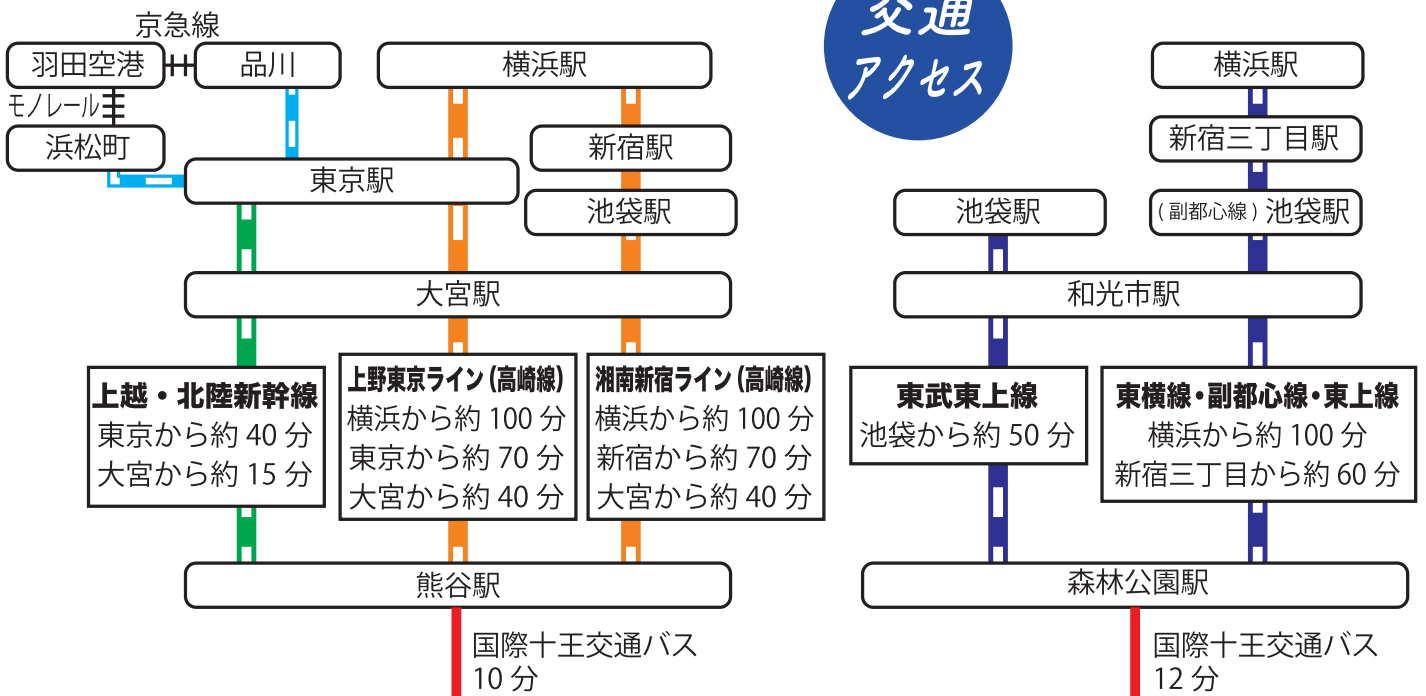 交通
アクセス
京急線
羽田空港
品川
横浜駅
モノレール
浜松町
新宿駅
東京駅
池袋駅
大宮駅
上越・北陸新幹線
東京から約 40 分
大宮から約 15 分
上野東京ライン (高崎線)
横浜から約 100 分
東京から約 70 分
大宮から約 40 分
湘南新宿ライン (高崎線)
横浜から約 100 分
新宿から約 70 分
大宮から約 40 分
熊谷駅
国際十王交通バス
10 分
横浜駅
新宿三丁目駅
池袋駅
( 副都心線 ) 池袋駅
和光市駅
東武東上線
池袋から約 50 分
東横線・副都心線・東上線
横浜から約 100 分
新宿三丁目から約 60 分
森林公園駅
国際十王交通バス
12 分